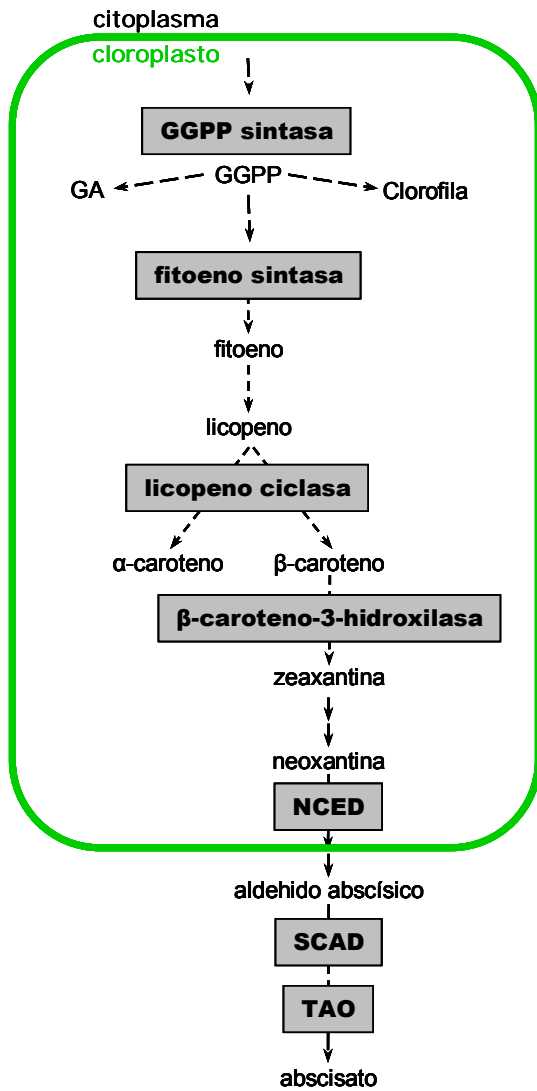 citoplasma
cloroplasto
GGPP sintasa
GA GGPP Clorofila
fitoeno sintasa
fitoeno
licopeno
licopeno ciclasa
α-caroteno β-caroteno
β-caroteno-3-hidroxilasa
zeaxantina
neoxantina
NCED
aldehido abscísico
SCAD
TAO
abscisato